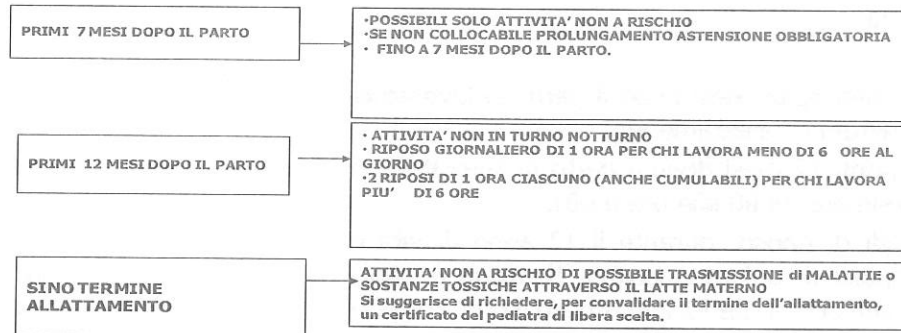 PRIMI 7 MESI DOPO IL PARTO
·POSSIBILI SOLO ATTIVITA' NON A RISCHIO
·SE NON COLLOCABILE PROLUNGAMENTO ASTENSIONE OBBLIGATORIA
· FINO A 7 MESI DOPO IL PARTO.
PRIMI 12 MESI DOPO IL PARTO
· ATTIVITA' NON IN TURNO NOTTURNO
· RIPOSO GIORNALIERO DI 1 ORA PER CHI LAVORA MENO DI 6 ORE AL
GIORNO
·2 RIPOSI DI 1 ORA CIASCUNO (ANCHE CUMULABILI) PER CHI LAVORA
PIU' DI 6 ORE
SINO TERMINE
ALLATTAMENTO
ATTIVITA' NON A RISCHIO DI POSSIBILE TRASMISSIONE di MALATTIE o
SOSTANZE TOSSICHE ATTRAVERSO IL LATTE MATERNO
Si suggerisce di richiedere, per convalidare il termine dell'allattamento,
un certificato del pediatra di libera scelta.